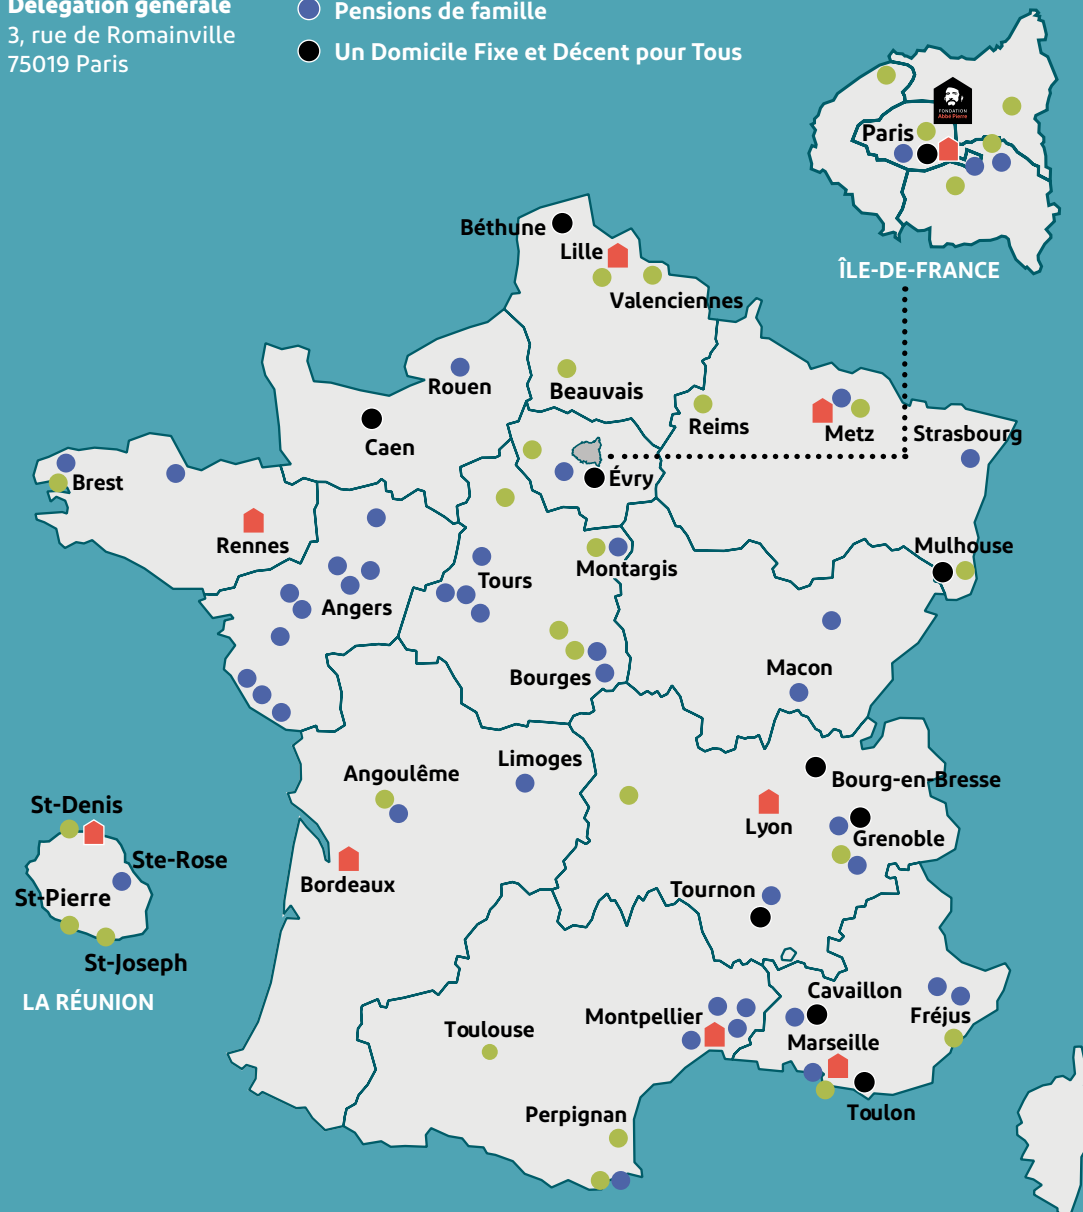 Délégation générale
3, rue de Romainville
75019 Paris
Pensions de famille
Un Domicile Fixe et Décent pour Tous
FONDATION
Abbé Pierre
Paris
ÎLE-DE-FRANCE
Béthune
Lille
Valenciennes
Rouen
Beauvais
Reims
Metz
Strasbourg
Caen
Évry
Brest
Rennes
Mulhouse
Montargis
Tours
Angers
Bourges
Macon
Limoges
Angoulême
Bourg-en-Bresse
Lyon
Grenoble
Bordeaux
Tournon
St-Denis
Ste-Rose
St-Pierre
St-Joseph
LA RÉUNION
Cavaillon
Montpellier
Fréjus
Toulouse
Marseille
Toulon
Perpignan